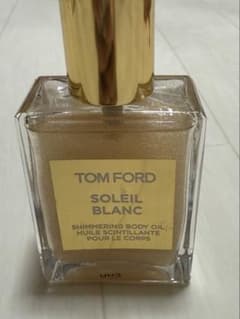 TOM FORD
SOLEIL
BLANC
SHIMMERING BODY OIL/
HUILE SCINTILLANTE
POUR LE CORPS